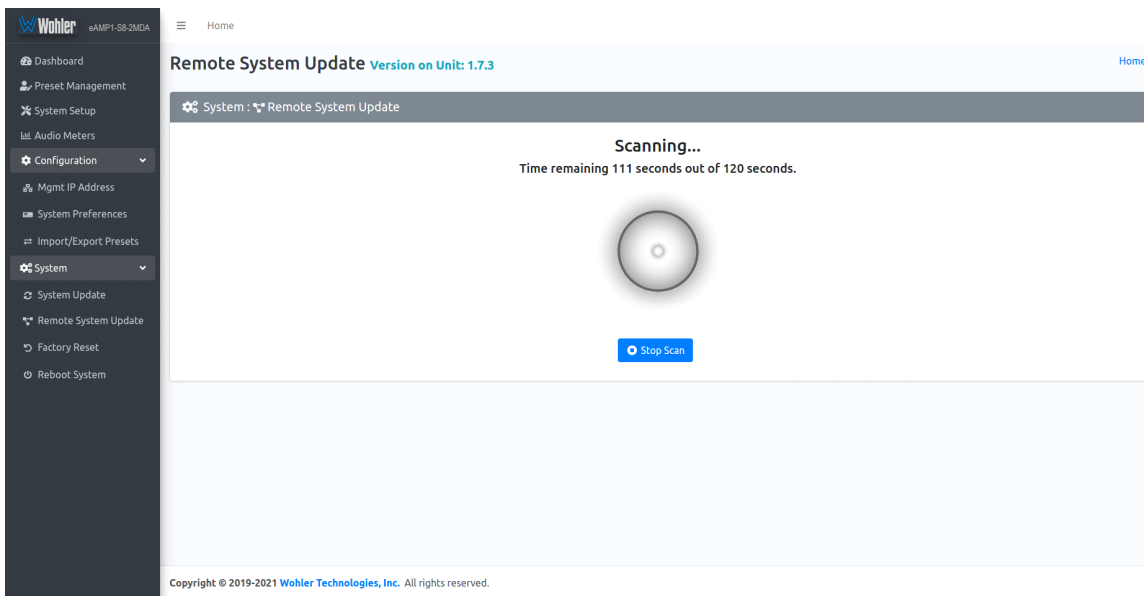 Wohler eAMP1-S8-2MDA
Home
Dashboard
Preset Management
System Setup
Audio Meters
Configuration
Mgmt IP Address
System Preferences
Import/Export Presets
System
System Update
Remote System Update
Factory Reset
Reboot System
Remote System Update Version on Unit: 1.7.3
Home
System : Remote System Update
Scanning...
Time remaining 111 seconds out of 120 seconds.
Stop Scan
Copyright © 2019-2021 Wohler Technologies, Inc. All rights reserved.